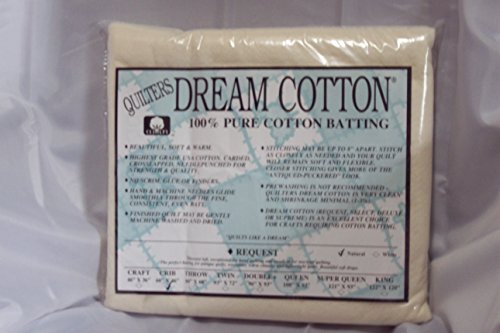 QUILTERS
DREAM COTTON®
100% PURE COTTON BATTING
• BEAUTIFUL, SOFT & WARM.
• HIGHEST GRADE USA COTTON. CARDED,
CROSSLAPPED, NEEDLEPUNCHED FOR
STRENGTH & QUALITY.
• NO SCRIM, GLUE OR BINDERS.
• HAND & MACHINE NEEDLES GLIDE
SMOOTHLY THROUGH THE FINE,
CONSISTENT, EVEN BATT.
• FINISHED QUILT MAY BE GENTLY
MACHINE WASHED AND DRIED.
• STITCHING MAY BE UP TO 8" APART. STITCH
AS CLOSELY AS NEEDED AND YOUR QUILT
WILL REMAIN SOFT AND FLEXIBLE.
CLOSER STITCHING GIVES MORE OF THE
"ANTIQUED-PUCKERED" LOOK.
• PREWASHING IS NOT RECOMMENDED -
QUILTERS DREAM COTTON IS VERY CLEAN
AND SHRINKAGE MINIMAL
• DREAM COTTON (REQUEST, SELECT, DELUXE
OR SUPREME) IS AN EXCELLENT CHOICE
FOR CRAFTS REQUIRING COTTON BATTING.
"QUILTS LIKE A DREAM"
♦ REQUEST
Natural White
CRAFT CRIB THROW TWIN DOUBLE QUEEN SUPER QUEEN KING